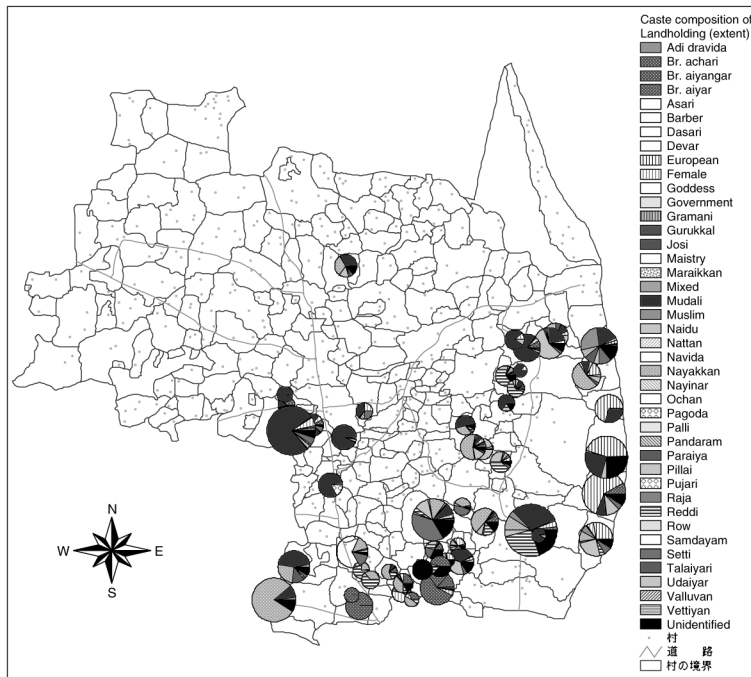 Caste composition of
Landholding (extent)
Adi dravida
Br. achari
Br. aiyangar
Br. aiyar
Asari
Barber
Dasari
Devar
European
Female
Goddess
Government
Gramani
Gurukkal
Josi
Maistry
Maraikkan
Mixed
Mudali
Muslim
Naidu
Nattan
Navida
Nayakkan
Nayinar
Ochan
Pagoda
Palli
Pandaram
Paraiya
Pillai
Pujari
Raja
Reddi
Row
Samdayam
Setti
Talaiyari
Udaiyar
Valluvan
Vettiyan
Unidentified
村
道 路
村の境界
N
W E
S